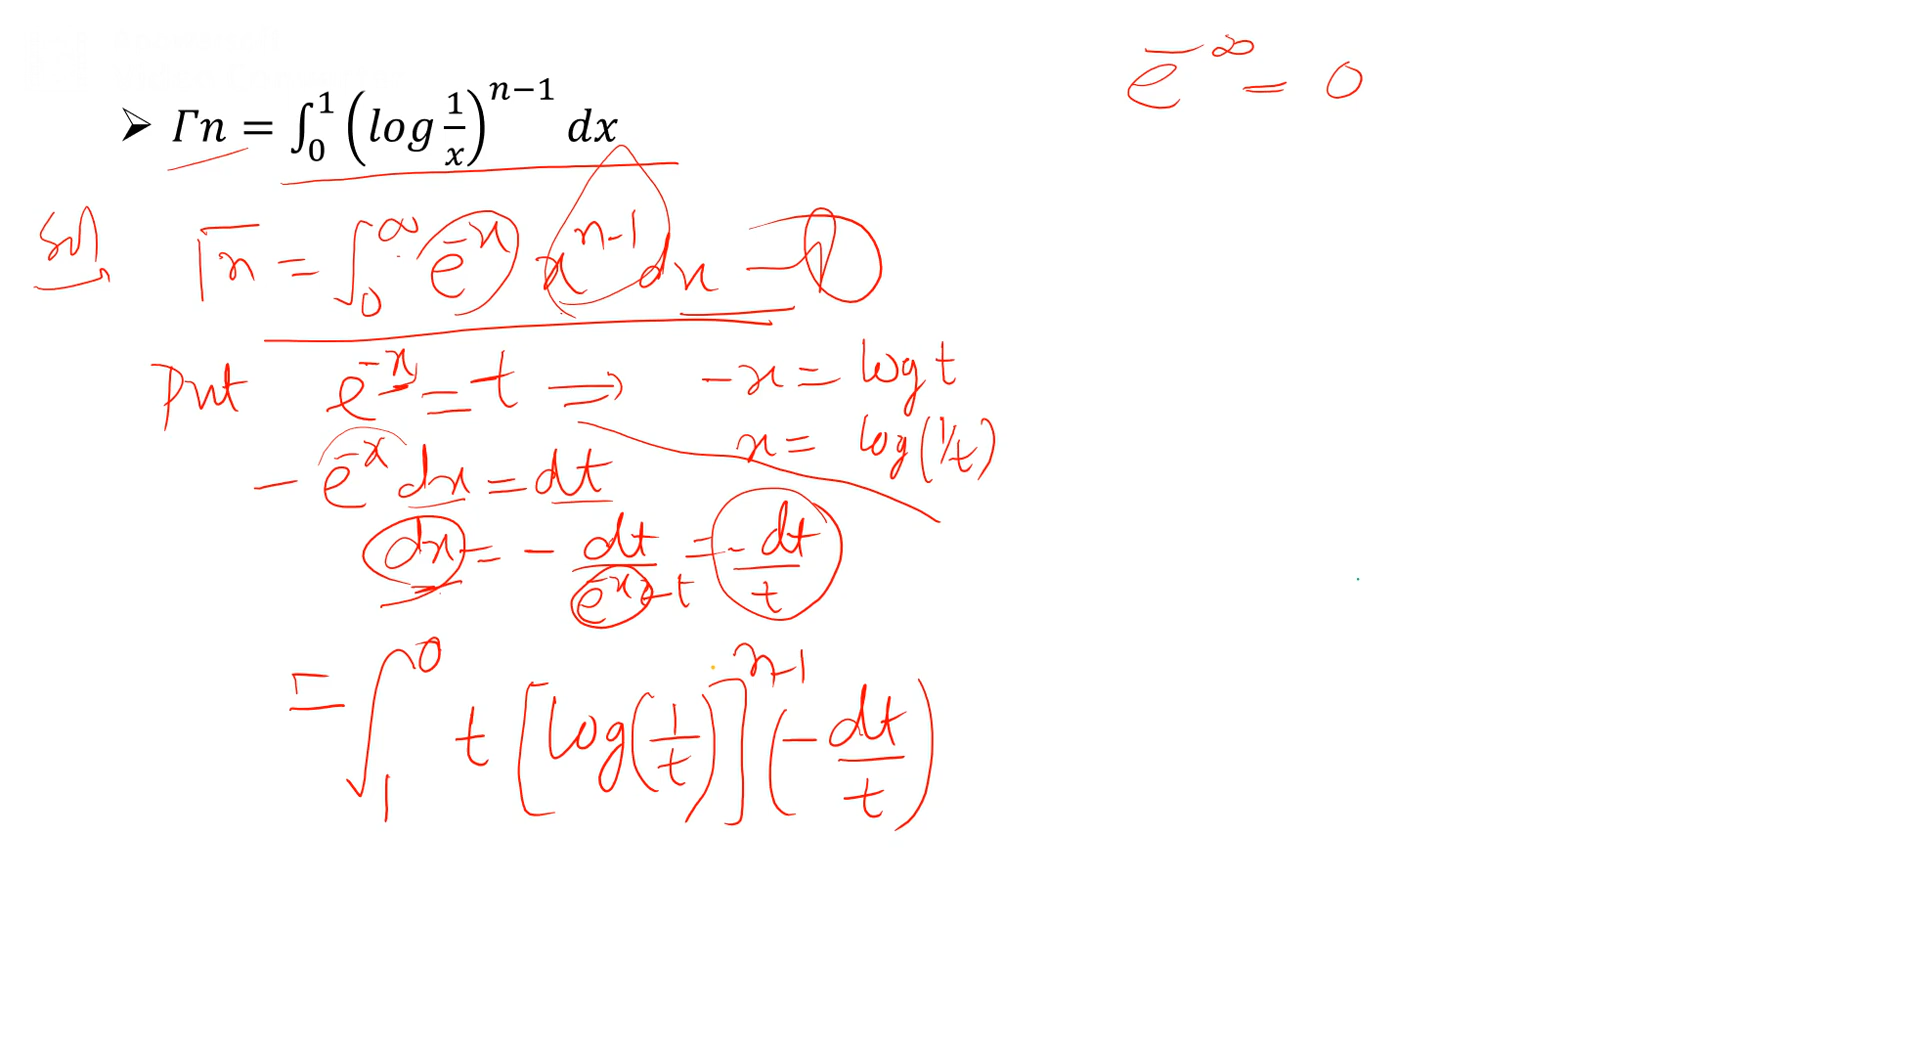 ➤ Γn = ∫₀¹ (log 1/x)ⁿ⁻¹ dx
e^-∞ = 0
Sol
Γn = ∫₀^∞ e^-x x^n-1 dx — ①
Put e^-x = t ⇒ -x = log t
x = log(1/t)
- e^-x dx = dt
dx = - dt/e^-x = t = - dt/t
= ∫₁⁰ t [log(1/t)]^n-1 (- dt/t)